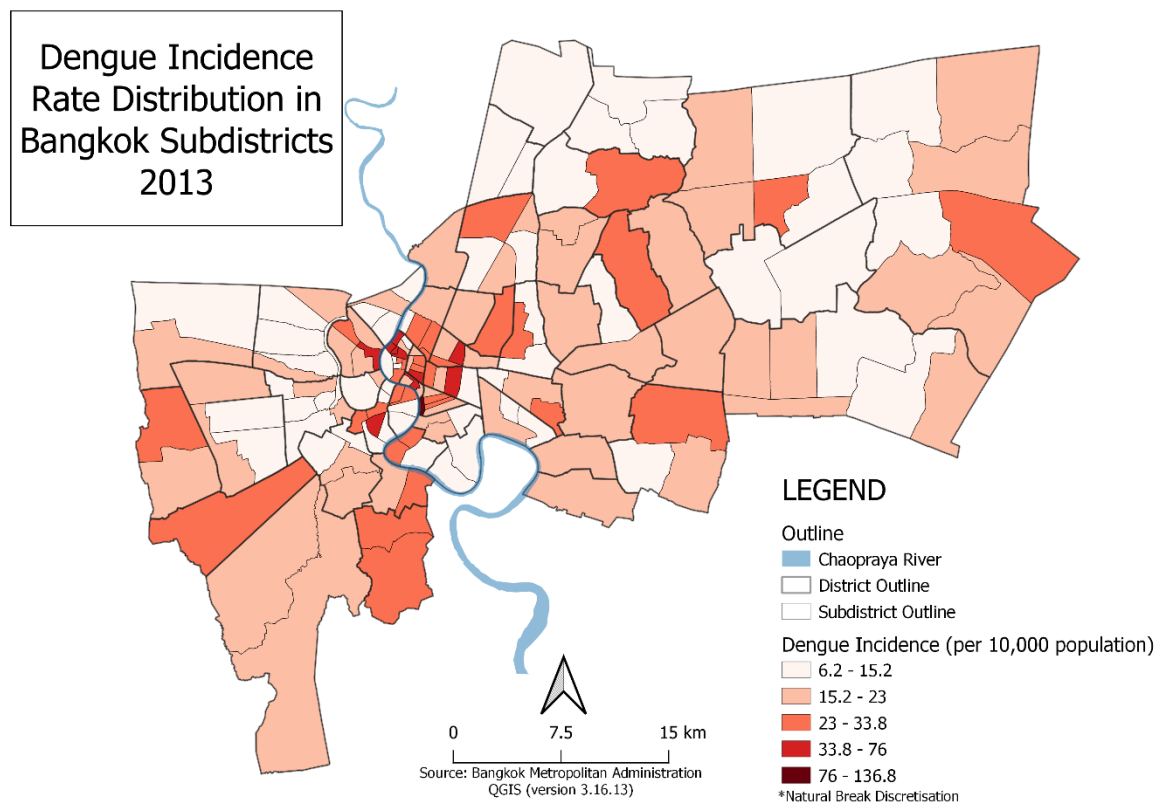 Dengue Incidence
Rate Distribution in
Bangkok Subdistricts
2013
LEGEND
Outline
Chaopraya River
District Outline
Subdistrict Outline
Dengue Incidence (per 10,000 population)
6.2 - 15.2
15.2 - 23
23 - 33.8
33.8 - 76
76 - 136.8
*Natural Break Discretisation
0 7.5 15 km
Source: Bangkok Metropolitan Administration
QGIS (version 3.16.13)